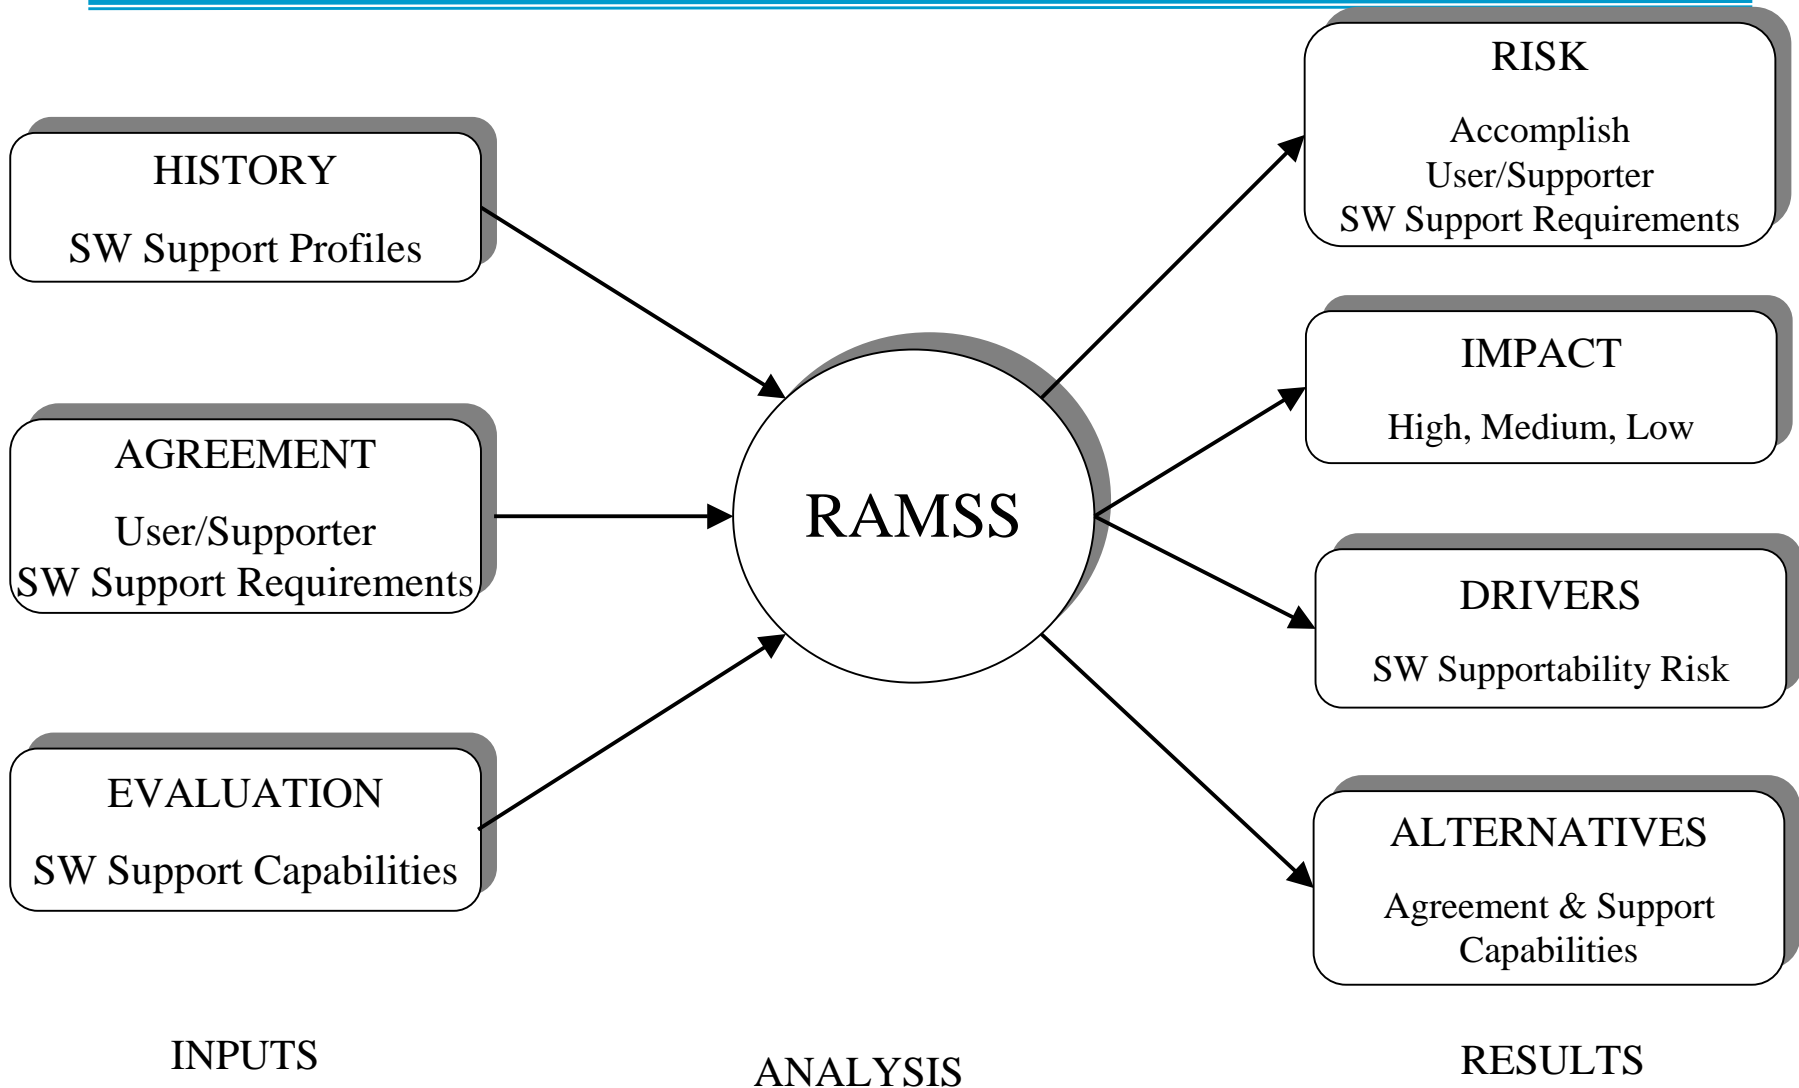 HISTORY
SW Support Profiles
AGREEMENT
User/Supporter
SW Support Requirements
EVALUATION
SW Support Capabilities
INPUTS
RAMSS
ANALYSIS
RISK
Accomplish
User/Supporter
SW Support Requirements
IMPACT
High, Medium, Low
DRIVERS
SW Supportability Risk
ALTERNATIVES
Agreement & Support
Capabilities
RESULTS